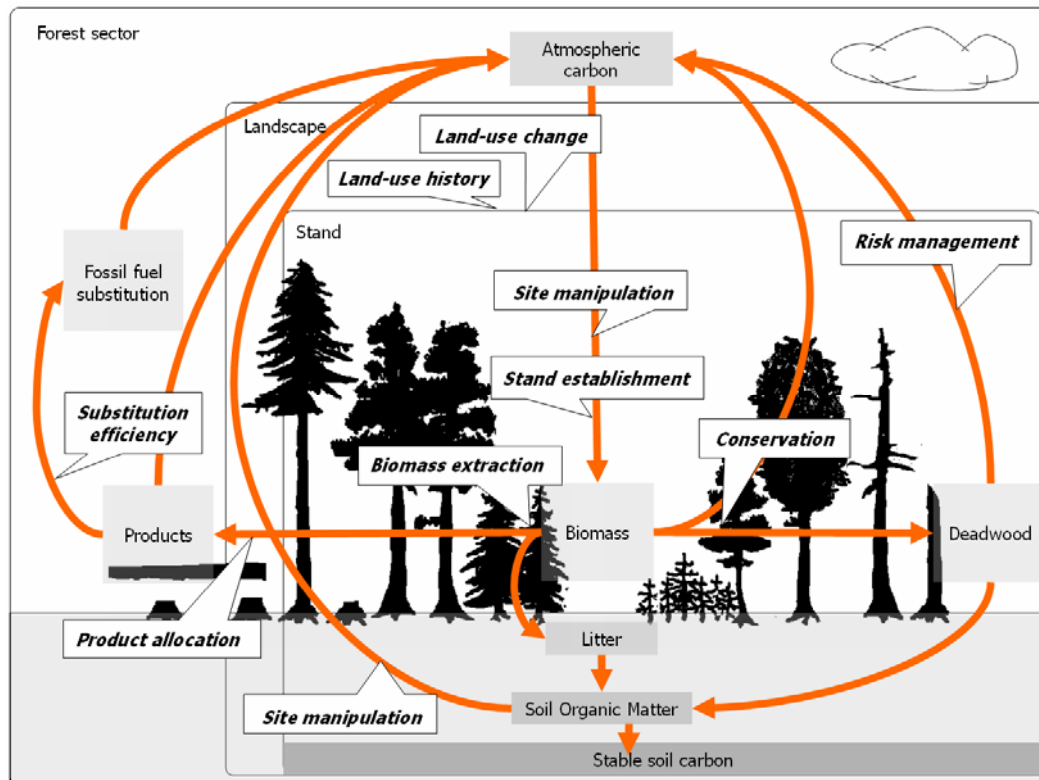 Forest sector
Atmospheric
carbon
Landscape
Land-use change
Land-use history
Stand
Risk management
Fossil fuel
substitution
Site manipulation
Stand establishment
Substitution
efficiency
Conservation
Biomass extraction
Products
Biomass
Deadwood
Product allocation
Litter
Site manipulation
Soil Organic Matter
Stable soil carbon